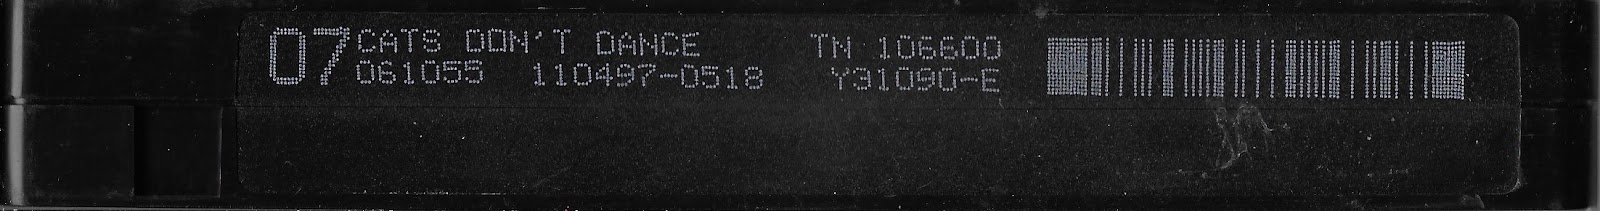 07 CATS DON'T DANCE TN 106600
061055 110497-0518 Y31090-E